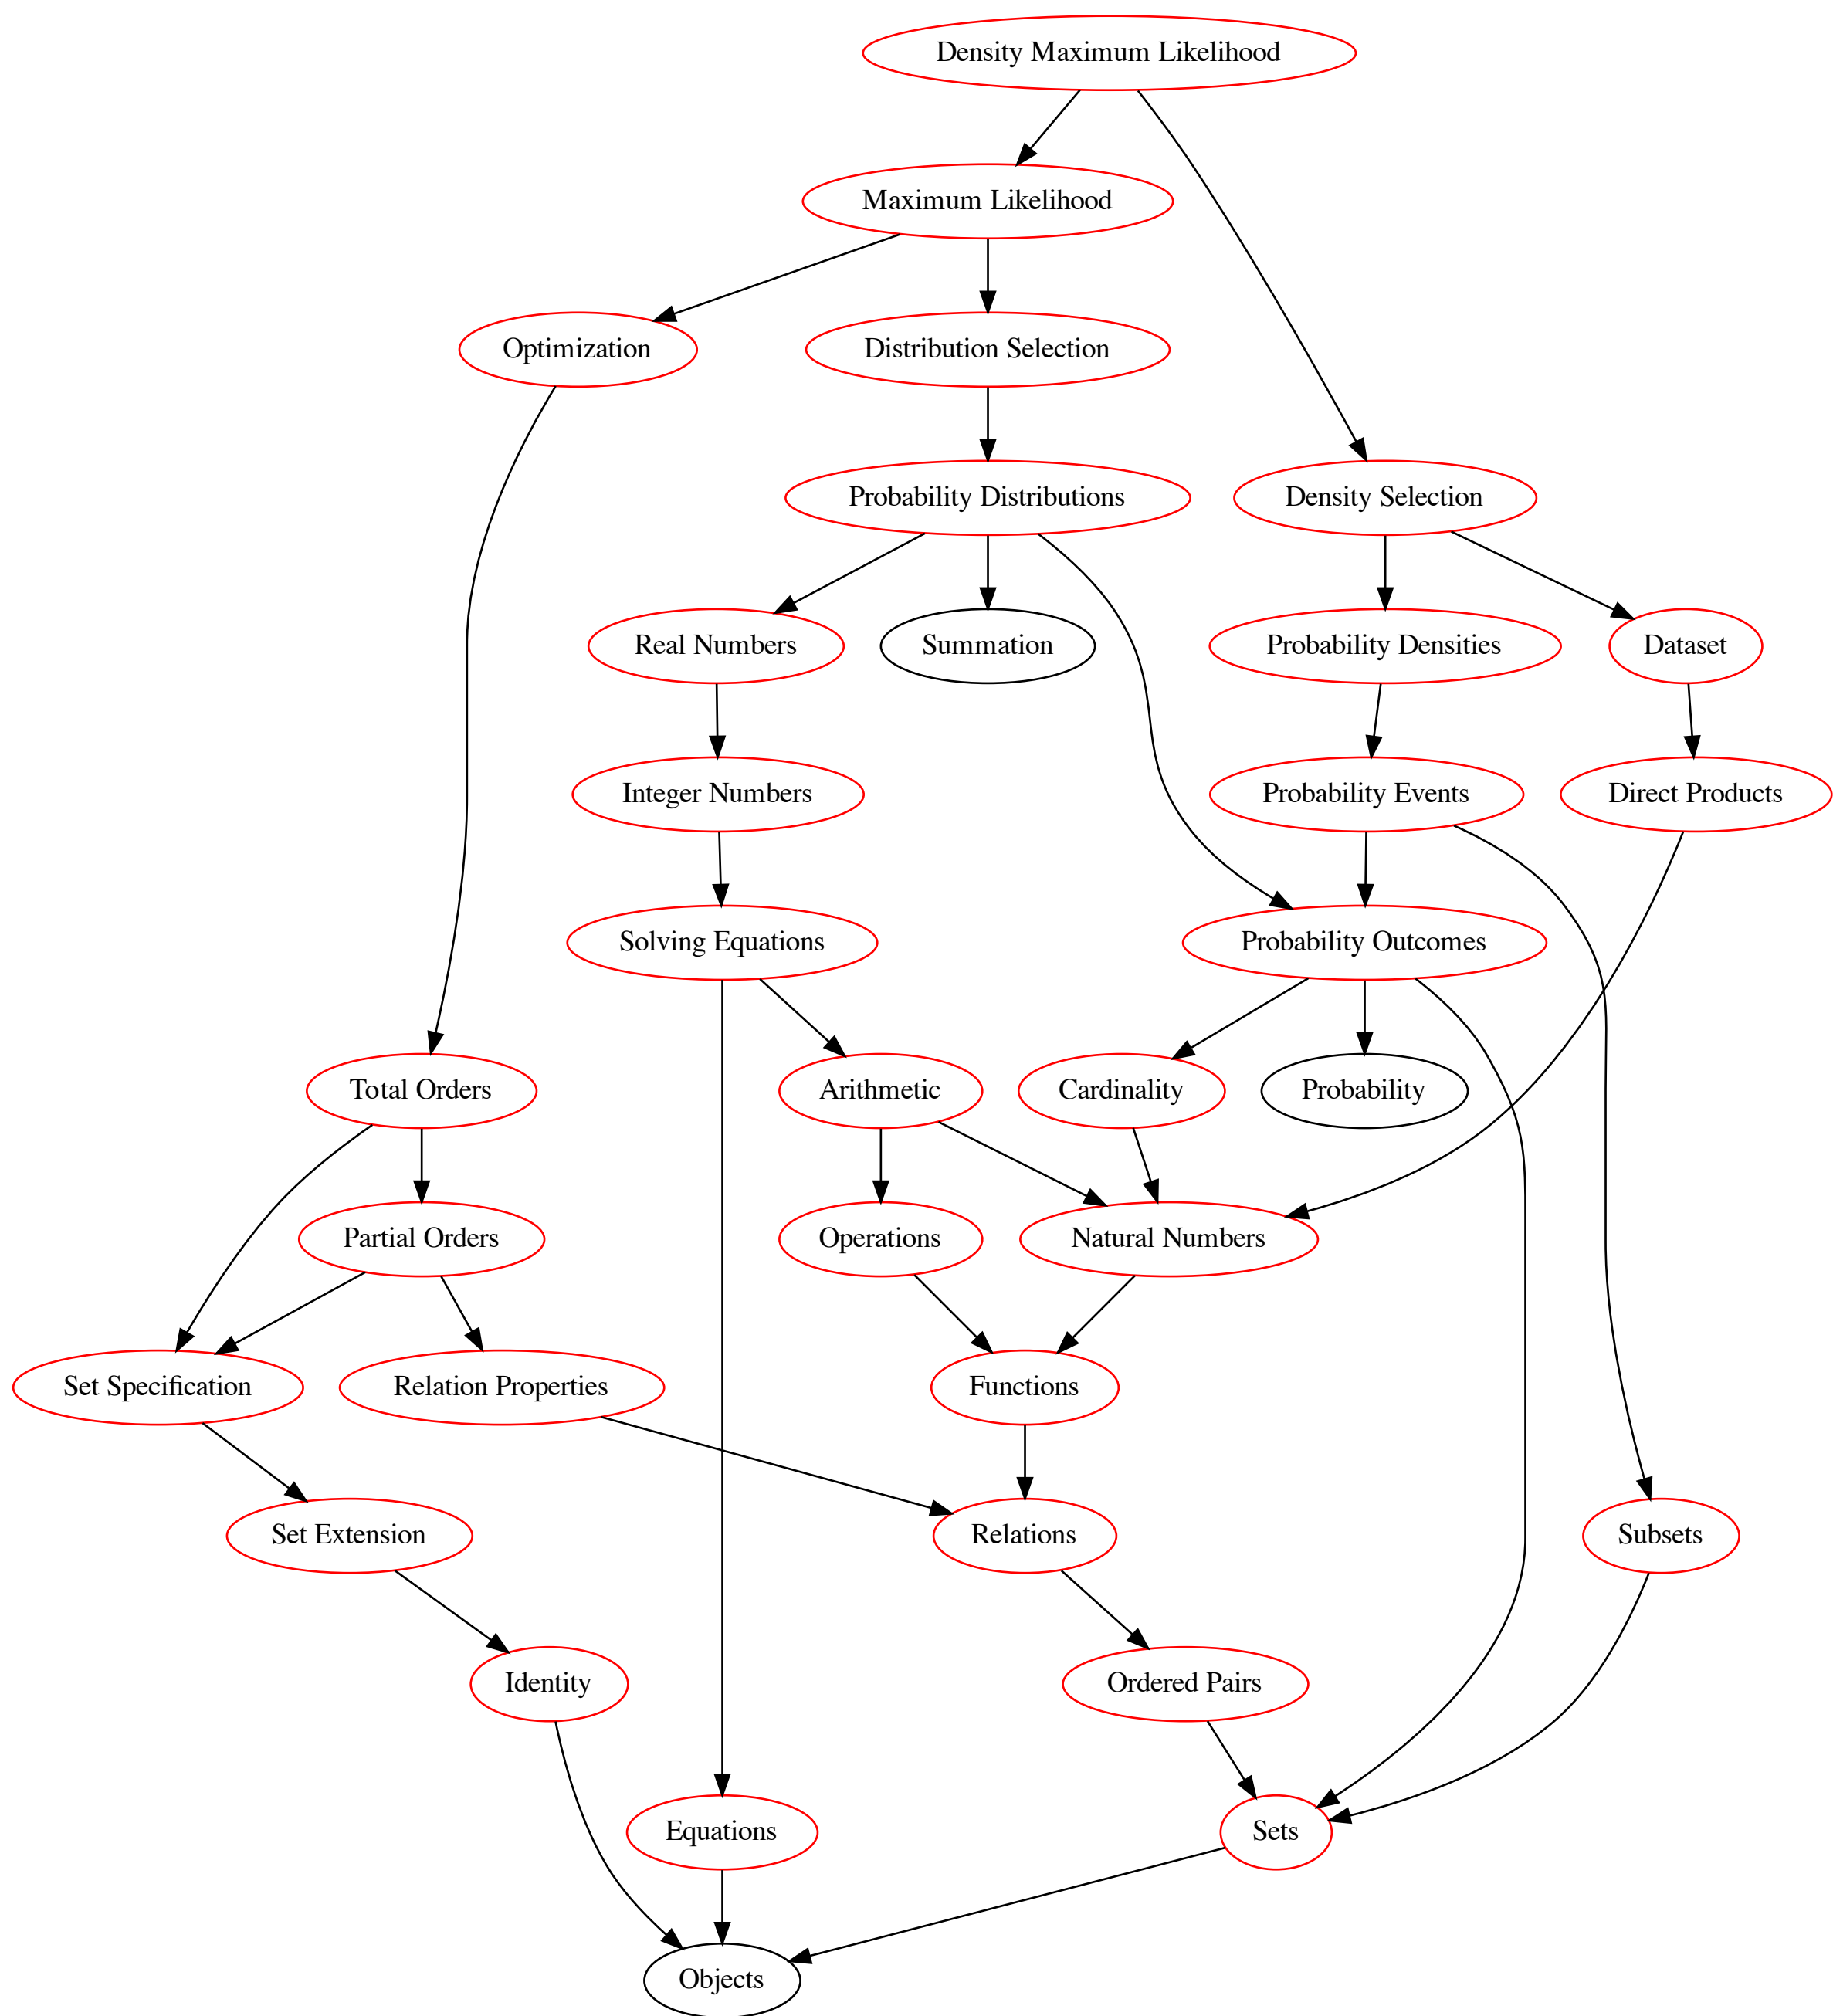 Density Maximum Likelihood
Maximum Likelihood
Optimization
Distribution Selection
Probability Distributions
Density Selection
Real Numbers
Summation
Probability Densities
Dataset
Integer Numbers
Probability Events
Direct Products
Solving Equations
Probability Outcomes
Total Orders
Arithmetic
Cardinality
Probability
Partial Orders
Operations
Natural Numbers
Set Specification
Relation Properties
Functions
Set Extension
Relations
Subsets
Identity
Ordered Pairs
Equations
Sets
Objects